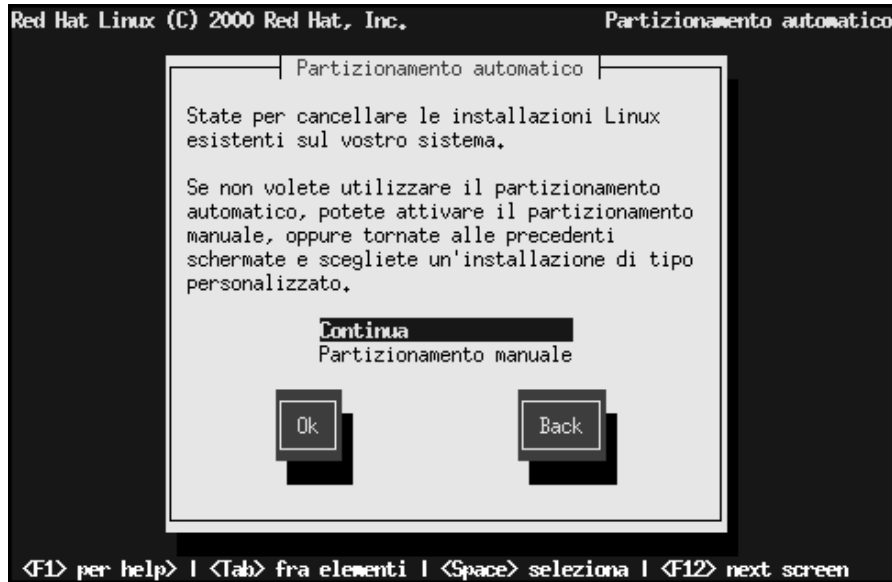 Red Hat Linux (C) 2000 Red Hat, Inc. Partizionamento automatico
Partizionamento automatico
State per cancellare le installazioni Linux
esistenti sul vostro sistema.
Se non volete utilizzare il partizionamento
automatico, potete attivare il partizionamento
manuale, oppure tornate alle precedenti
schermate e scegliete un'installazione di tipo
personalizzato.
Continua
Partizionamento manuale
Ok Back
<F1> per help> | <Tab> fra elementi | <Space> seleziona | <F12> next screen